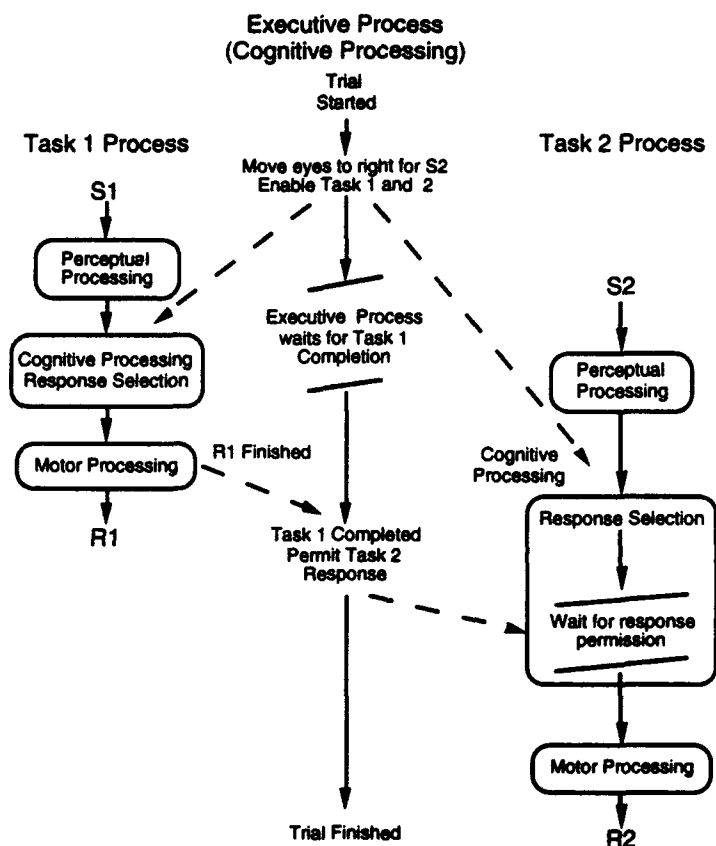 Executive Process
(Cognitive Processing)
Trial
Started
Task 1 Process
Task 2 Process
Move eyes to right for S2
Enable Task 1 and 2
S1
Perceptual
Processing
Cognitive Processing
Response Selection
Motor Processing
R1
R1 Finished
Executive Process
waits for Task 1
Completion
Task 1 Completed
Permit Task 2
Response
Trial Finished
S2
Perceptual
Processing
Cognitive
Processing
Response Selection
Wait for response
permission
Motor Processing
R2